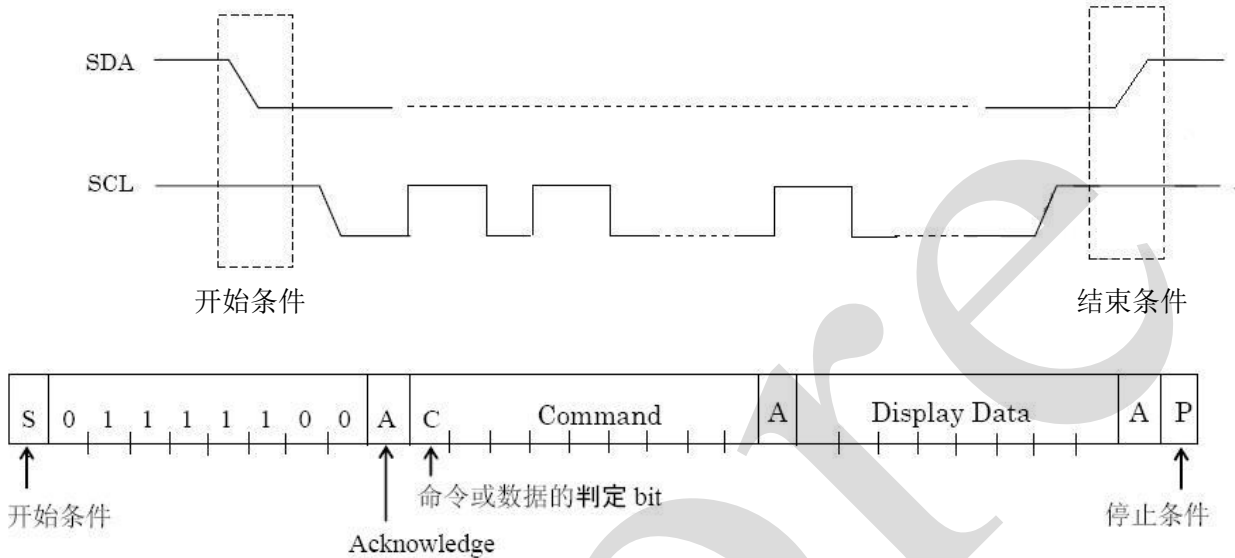 SDA
SCL
开始条件
结束条件
S 0 1 1 1 1 1 0 0 A C Command A Display Data A P
开始条件
命令或数据的判定 bit
停止条件
Acknowledge